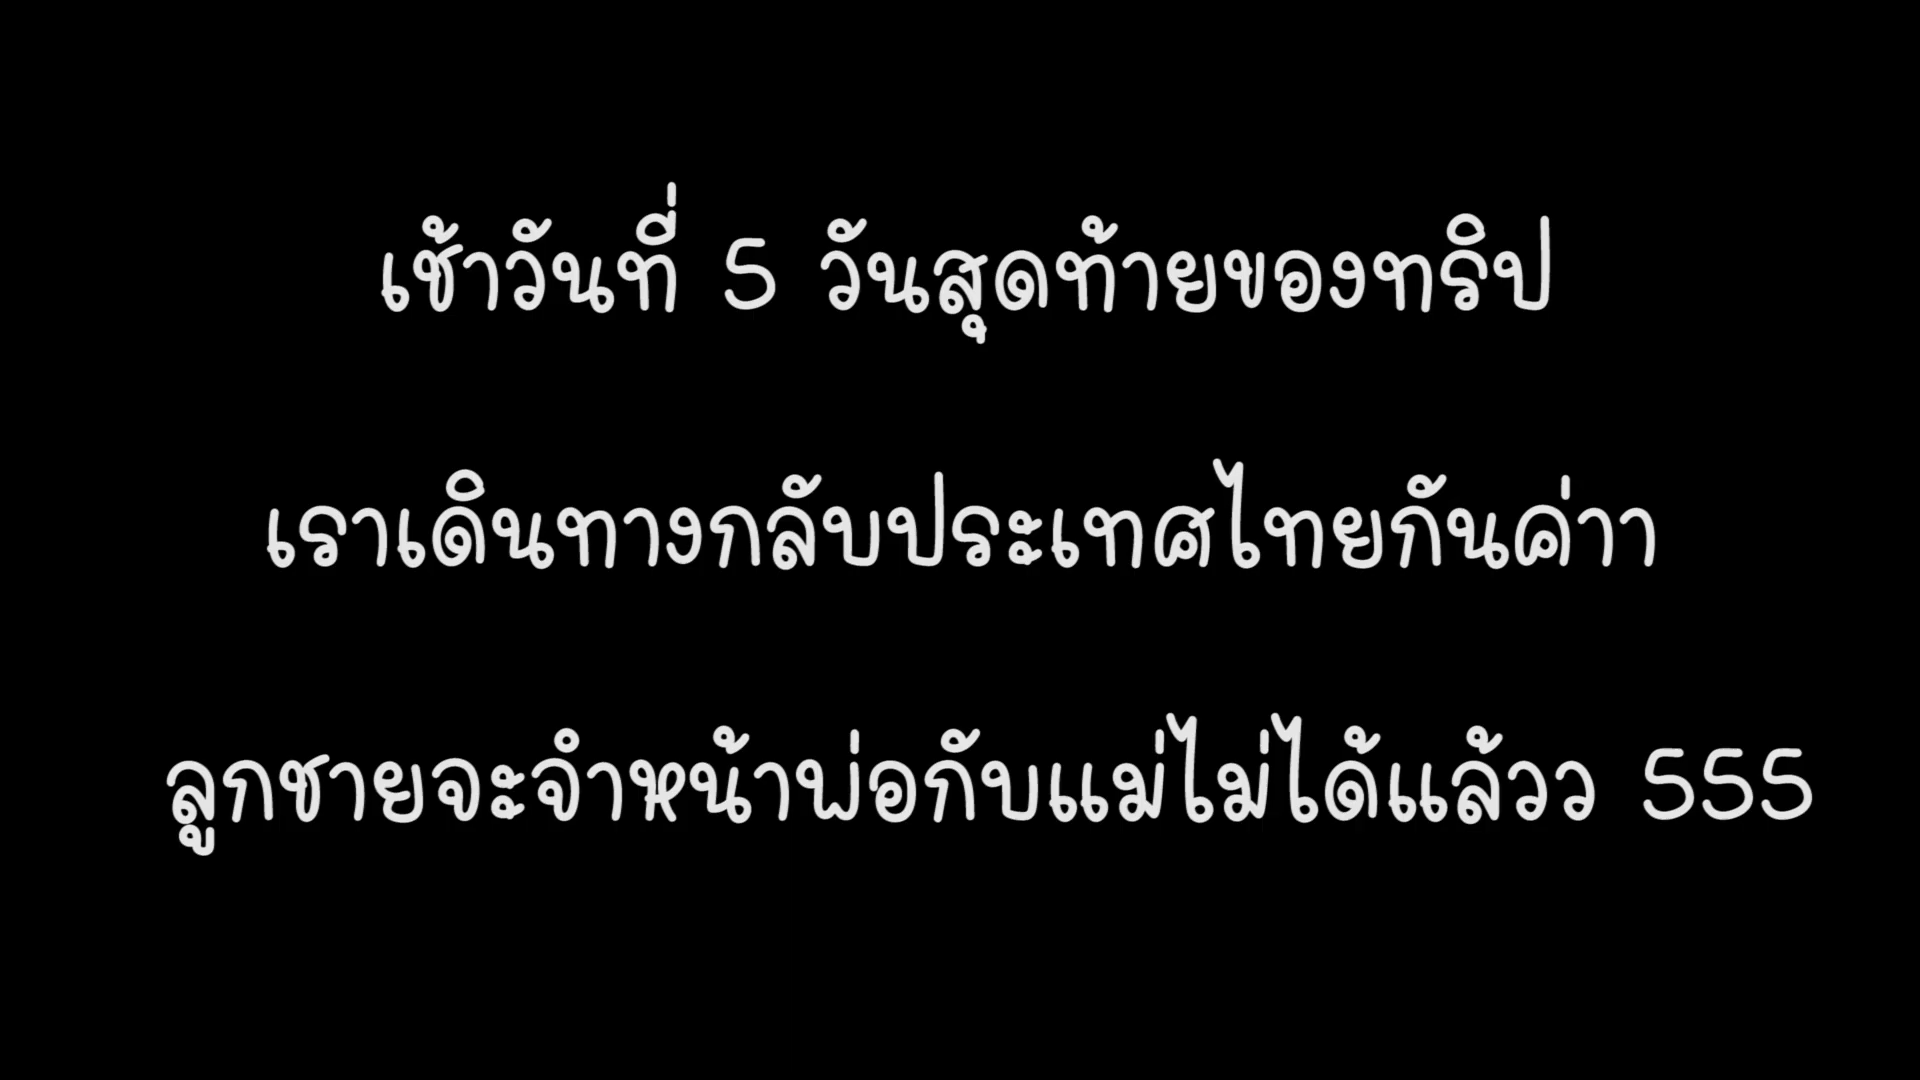 เช้าวันที่ 5 วันสุดท้ายของทริป
เราเดินทางกลับประเทศไทยกันค่าา
ลูกชายจะจำหน้าพ่อกับแม่ไม่ได้แล้วว 555